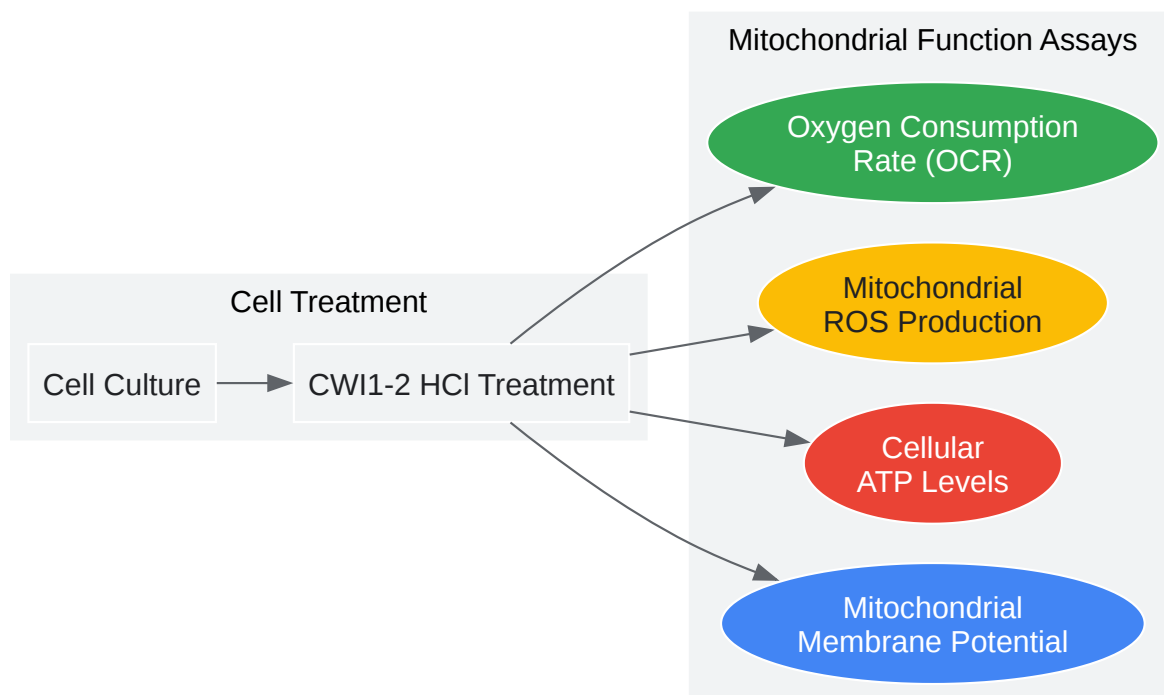 Mitochondrial Function Assays
Oxygen Consumption
Rate (OCR)
Mitochondrial
ROS Production
Cell Treatment
Cell Culture
CWI1-2 HCl Treatment
Cellular
ATP Levels
Mitochondrial
Membrane Potential